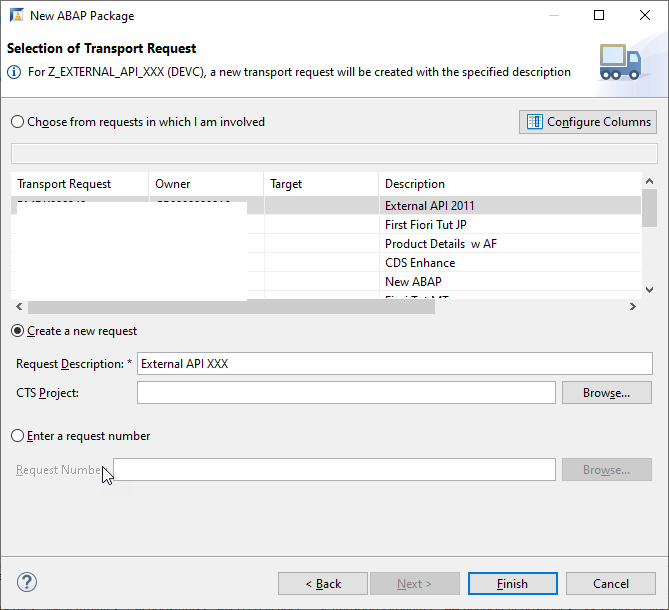 New ABAP Package
Selection of Transport Request
For Z_EXTERNAL_API_XXX (DEVC), a new transport request will be created with the specified description
Choose from requests in which I am involved
Configure Columns
Transport Request Owner Target Description
External API 2011
First Fiori Tut JP
Product Details w AF
CDS Enhance
New ABAP
Create a new request
Request Description: * External API XXX
CTS Project: Browse...
Enter a request number
Request Number Browse...
? < Back Next > Finish Cancel